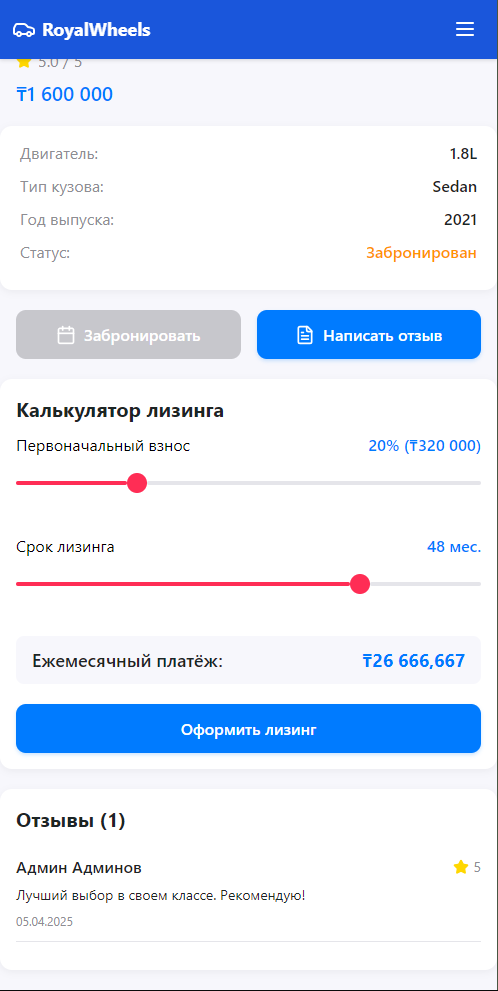 RoyalWheels
5.0 / 5
₸1 600 000
Двигатель: 1.8L
Тип кузова: Sedan
Год выпуска: 2021
Статус: Забронирован
Забронировать Написать отзыв
Калькулятор лизинга
Первоначальный взнос 20% (₸320 000)
Срок лизинга 48 мес.
Ежемесячный платёж: ₸26 666,667
Оформить лизинг
Отзывы (1)
Админ Админов 5
Лучший выбор в своем классе. Рекомендую!
05.04.2025